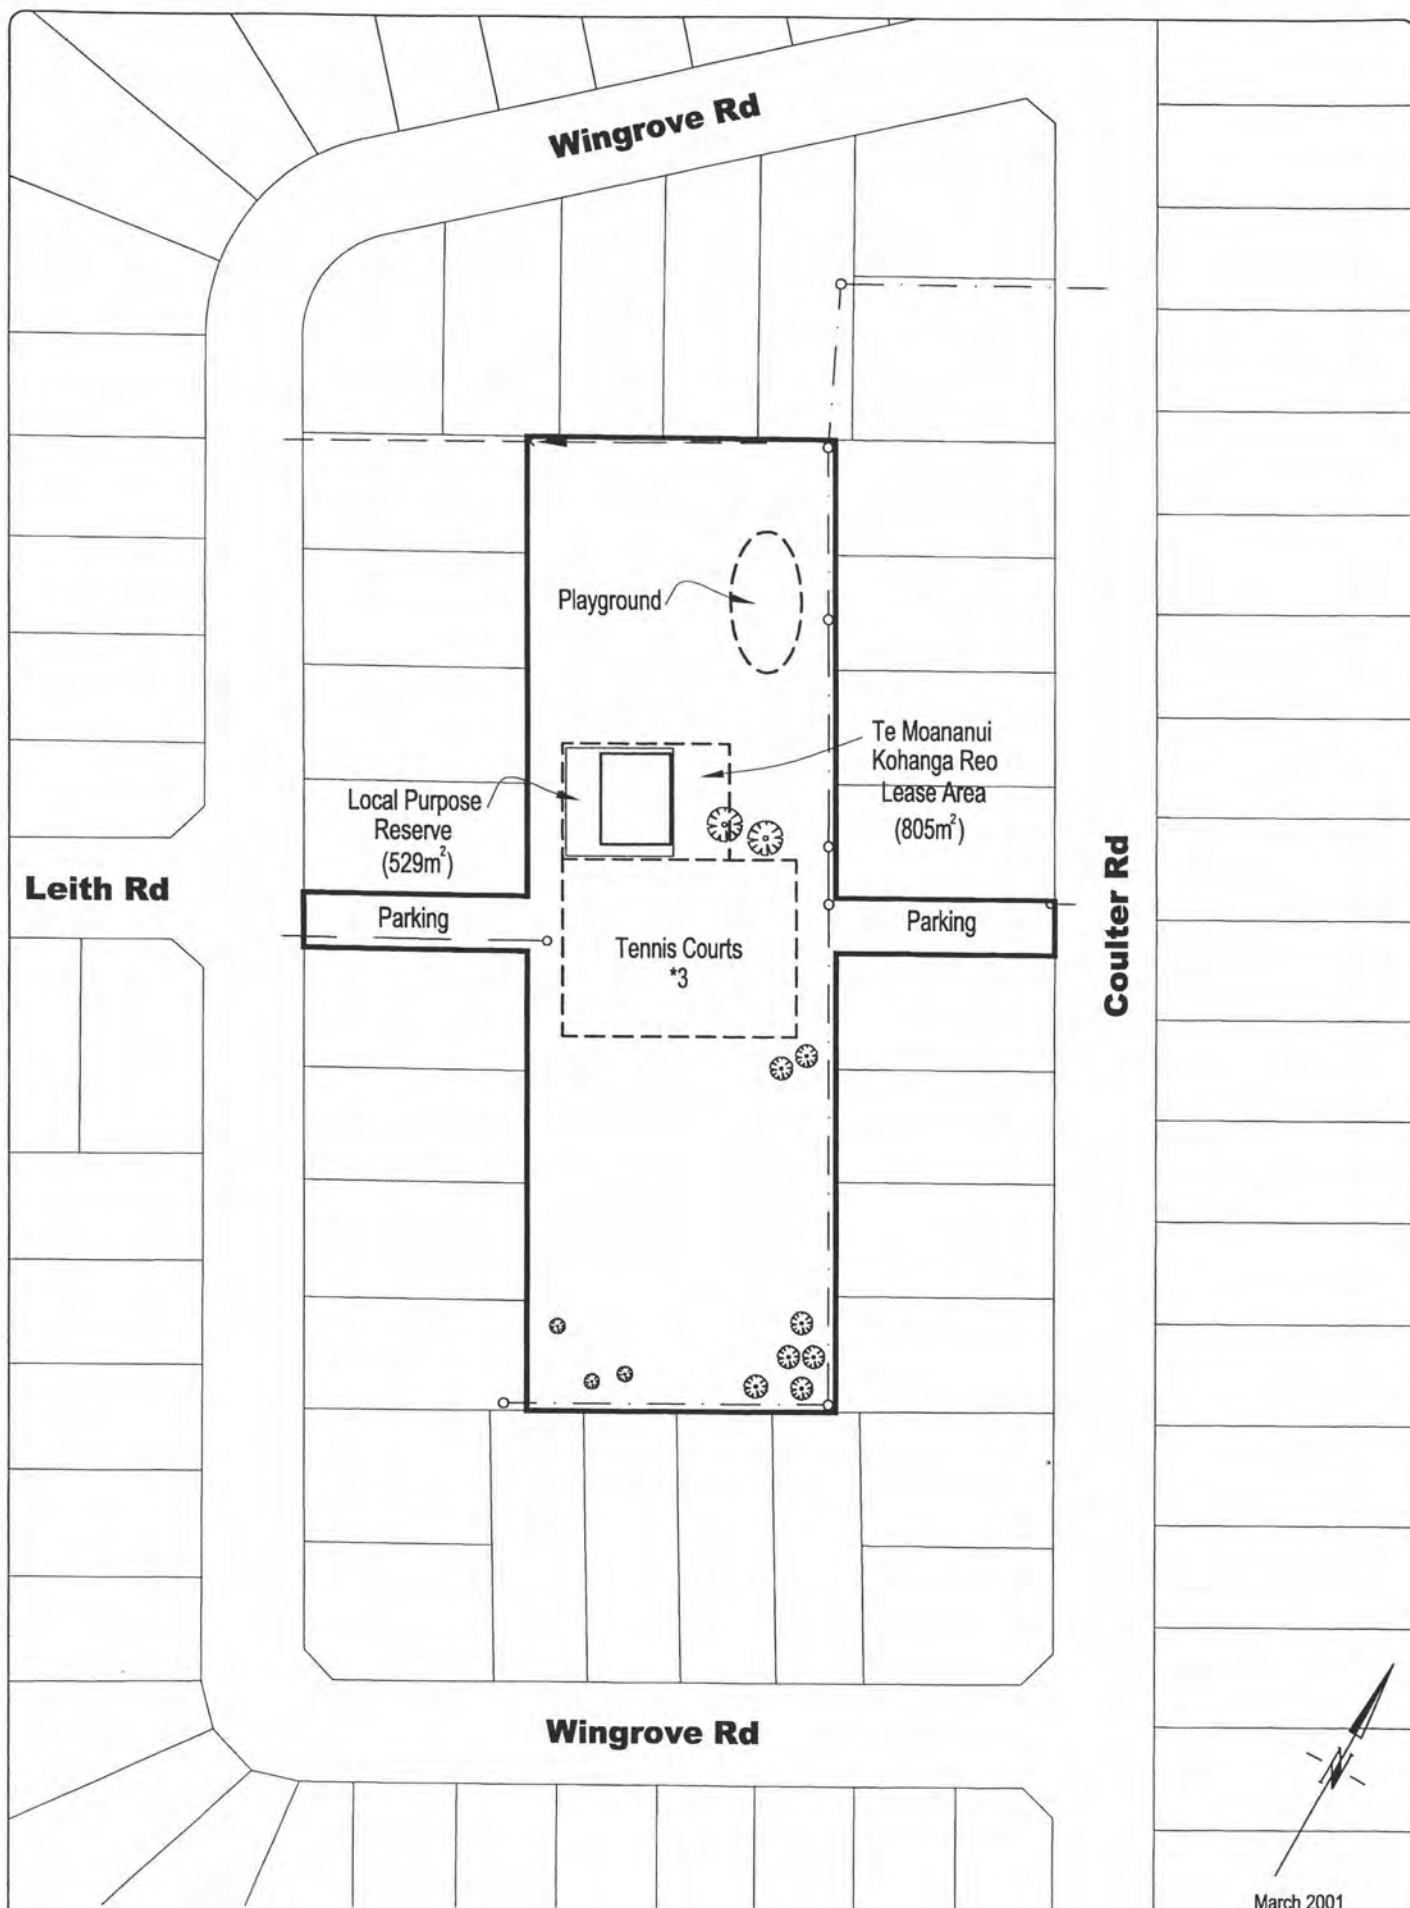 Wingrove Rd
Playground
Te Moananui
Kohanga Reo
Lease Area
(805m²)
Local Purpose
Reserve
(529m²)
Leith Rd
Parking
Parking
Tennis Courts
*3
Coulter Rd
Wingrove Rd
N
March 2001